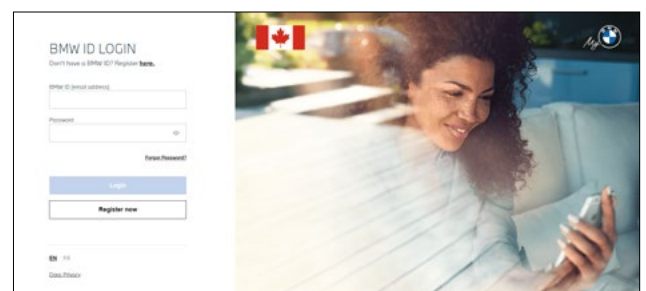 BMW ID LOGIN
Don't have a BMW ID? Register here.
BMW ID (email address)
Password
Forgot Password?
Login
Register now
EN FR
Data Privacy
My